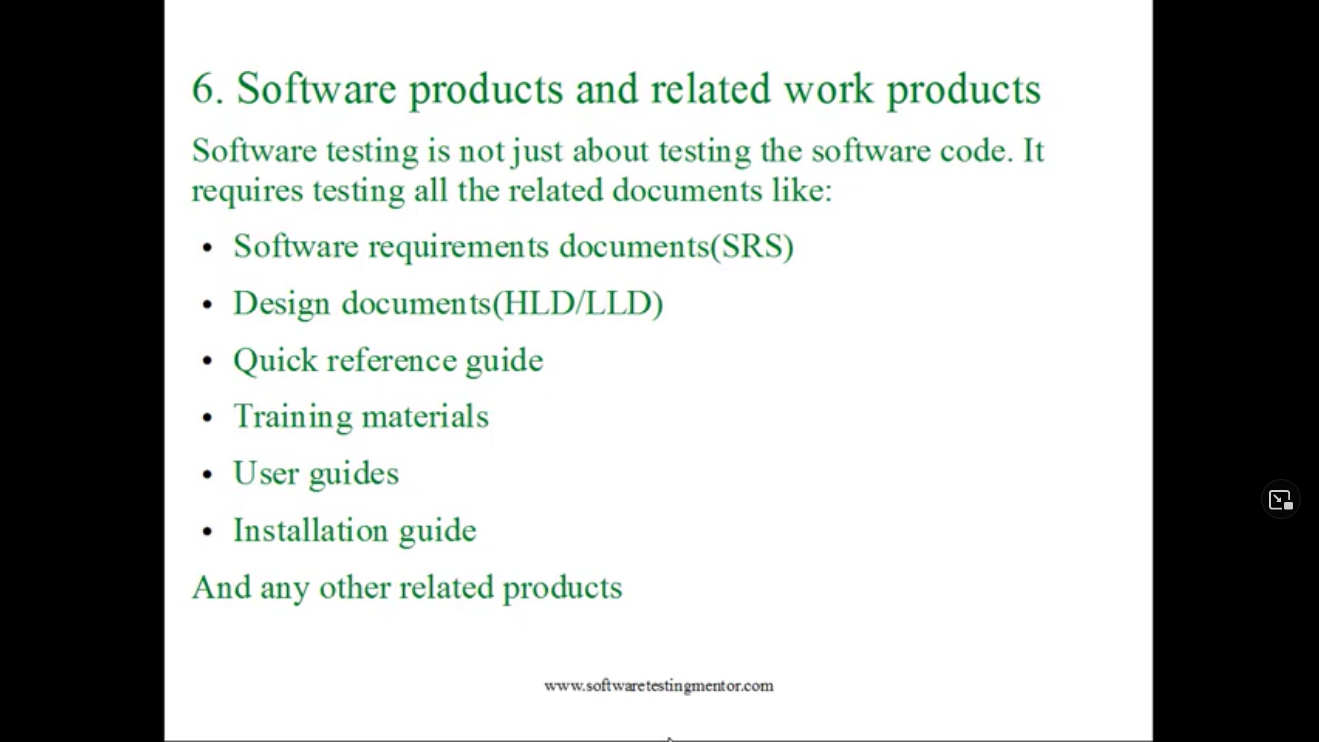 6. Software products and related work products
Software testing is not just about testing the software code. It
requires testing all the related documents like:
• Software requirements documents(SRS)
• Design documents(HLD/LLD)
• Quick reference guide
• Training materials
• User guides
• Installation guide
And any other related products
www.softwaretestingmentor.com